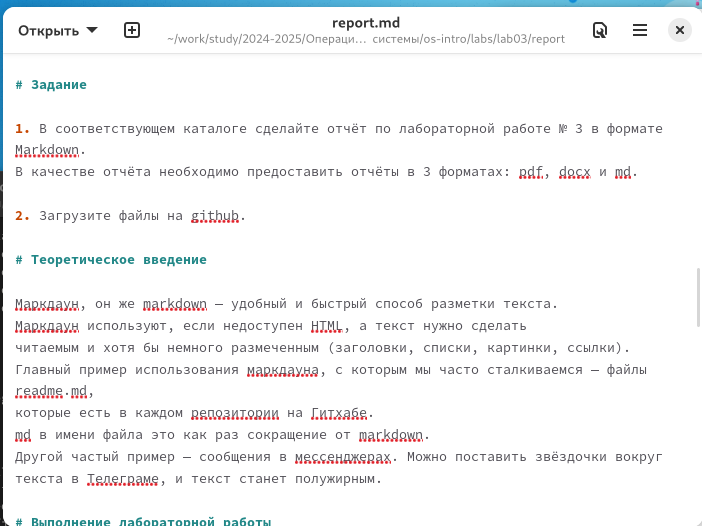 Открыть
report.md
~/work/study/2024-2025/Операци… системы/os-intro/labs/lab03/report
# Задание
1. В соответствующем каталоге сделайте отчёт по лабораторной работе № 3 в формате
Markdown.
В качестве отчёта необходимо предоставить отчёты в 3 форматах: pdf, docx и md.
2. Загрузите файлы на github.
# Теоретическое введение
Маркдаун, он же markdown — удобный и быстрый способ разметки текста.
Маркдаун используют, если недоступен HTML, а текст нужно сделать
читаемым и хотя бы немного размеченным (заголовки, списки, картинки, ссылки).
Главный пример использования маркдауна, с которым мы часто сталкиваемся — файлы
readme.md,
которые есть в каждом репозитории на Гитхабе.
md в имени файла это как раз сокращение от markdown.
Другой частый пример — сообщения в мессенджерах. Можно поставить звёздочки вокруг
текста в Телеграме, и текст станет полужирным.
# Выполнение лабораторной работы